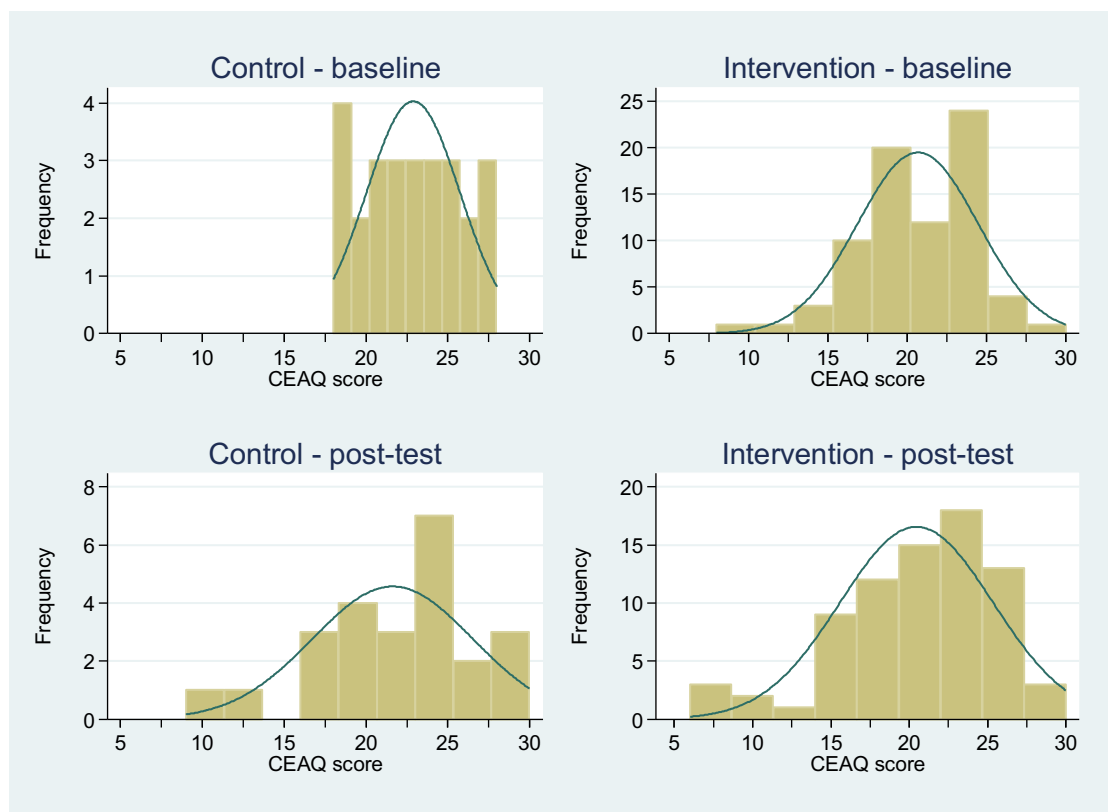 Control - baseline
Frequency
4
3
2
1
0
5 10 15 20 25 30
CEAQ score
Intervention - baseline
Frequency
25
20
15
10
5
0
5 10 15 20 25 30
CEAQ score
Control - post-test
Frequency
8
6
4
2
0
5 10 15 20 25 30
CEAQ score
Intervention - post-test
Frequency
20
15
10
5
0
5 10 15 20 25 30
CEAQ score